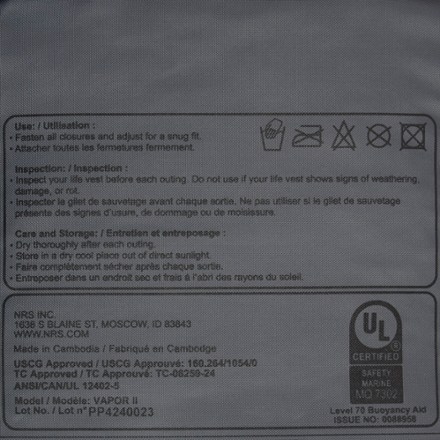 Use: / Utilisation :
• Fasten all closures and adjust for a snug fit.
• Attacher toutes les fermetures fermement.
Inspection: / Inspection :
• Inspect your life vest before each outing. Do not use if your life vest shows signs of weathering,
damage, or rot.
• Inspecter le gilet de sauvetage avant chaque sortie. Ne pas utiliser si le gilet de sauvetage
présente des signes d'usure, de dommage ou de moisissure.
Care and Storage: / Entretien et entreposage :
• Dry thoroughly after each outing.
• Store in a dry cool place out of direct sunlight.
• Faire complètement sécher après chaque sortie.
• Entreposer dans un endroit sec et frais à l'abri des rayons du soleil.
NRS INC.
1638 S BLAINE ST, MOSCOW, ID 83843
WWW.NRS.COM
Made in Cambodia / Fabriqué en Cambodge
USCG Approved / USCG Approuvé: 160.264/1054/0
TC Approved / TC Approuvé: TC-08259-24
ANSI/CAN/UL 12402-5
Model / Modèle: VAPOR II
Lot No. / Lot n° PP4240023
UL
CERTIFIED
SAFETY
MARINE
MQ 7302
Level 70 Buoyancy Aid
ISSUE NO: 0088958